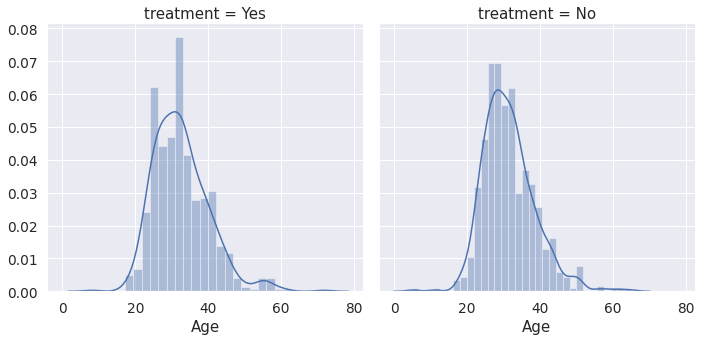 treatment = Yes
treatment = No
0.08
0.07
0.06
0.05
0.04
0.03
0.02
0.01
0.00
0 20 40 60 80
0 20 40 60 80
Age
Age